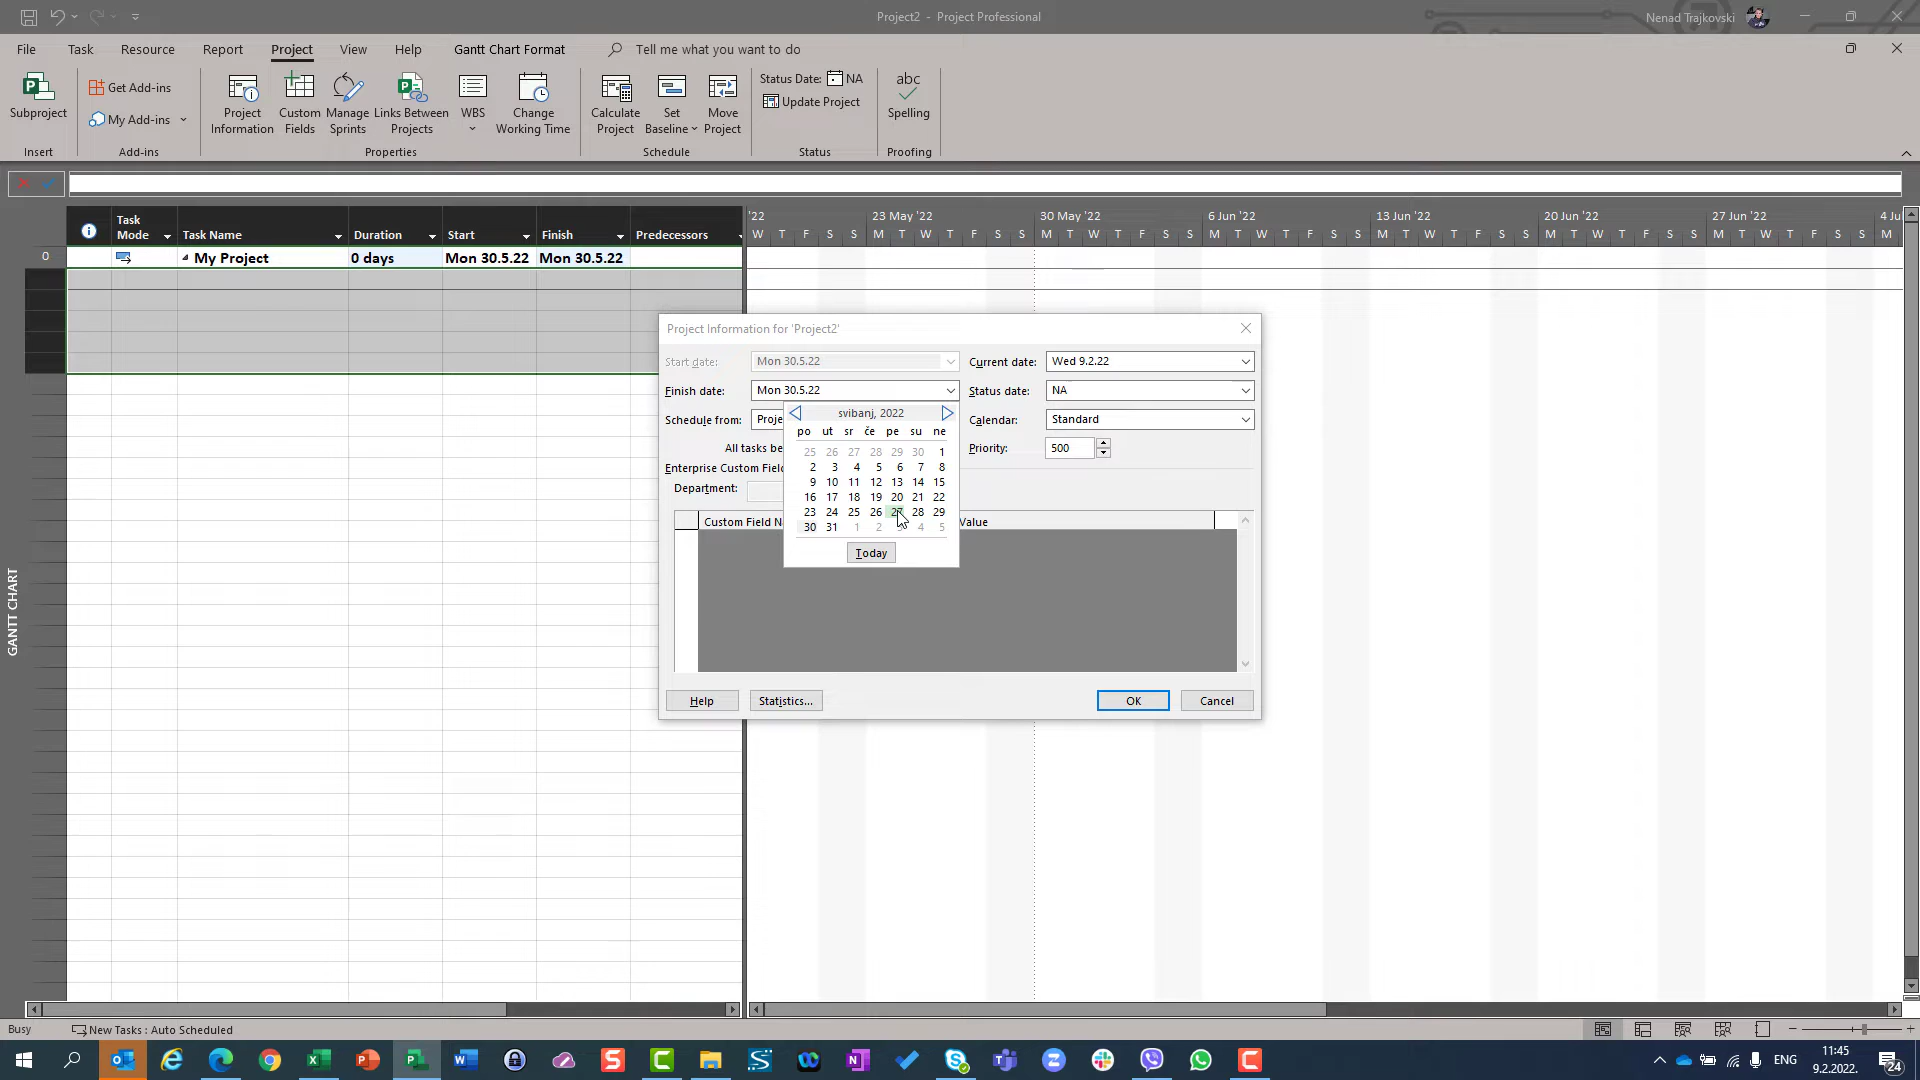 Project2 - Project Professional
Nenad Trajkovski
File Task Resource Report Project View Help Gantt Chart Format Tell me what you want to do
Subproject
Get Add-ins
My Add-ins
Project Information
Custom Fields
Manage Sprints
Links Between Projects
WBS
Change Working Time
Calculate Project
Set Baseline
Move Project
Status Date: NA
Update Project
abc
Spelling
Insert Add-ins Properties Schedule Status Proofing
Task Mode Task Name Duration Start Finish Predecessors
'22 23 May '22 30 May '22 6 Jun '22 13 Jun '22 20 Jun '22 27 Jun '22 4 Ju
W T F S S M T W T F S S M T W T F S S M T W T F S S M T W T F S S M T W T F S S M T W T F S S M
0 My Project 0 days Mon 30.5.22 Mon 30.5.22
Project Information for 'Project2'
Start date: Mon 30.5.22 Current date: Wed 9.2.22
Finish date: Mon 30.5.22 Status date: NA
Schedule from: Proje Calendar: Standard
All tasks be Priority: 500
Enterprise Custom Field
Department:
Custom Field N Value
svibanj, 2022
po ut sr če pe su ne
25 26 27 28 29 30 1
2 3 4 5 6 7 8
9 10 11 12 13 14 15
16 17 18 19 20 21 22
23 24 25 26 27 28 29
30 31 1 2 3 4 5
Today
Help Statistics... OK Cancel
GANTT CHART
Busy New Tasks : Auto Scheduled
ENG
11:45
9.2.2022.
24